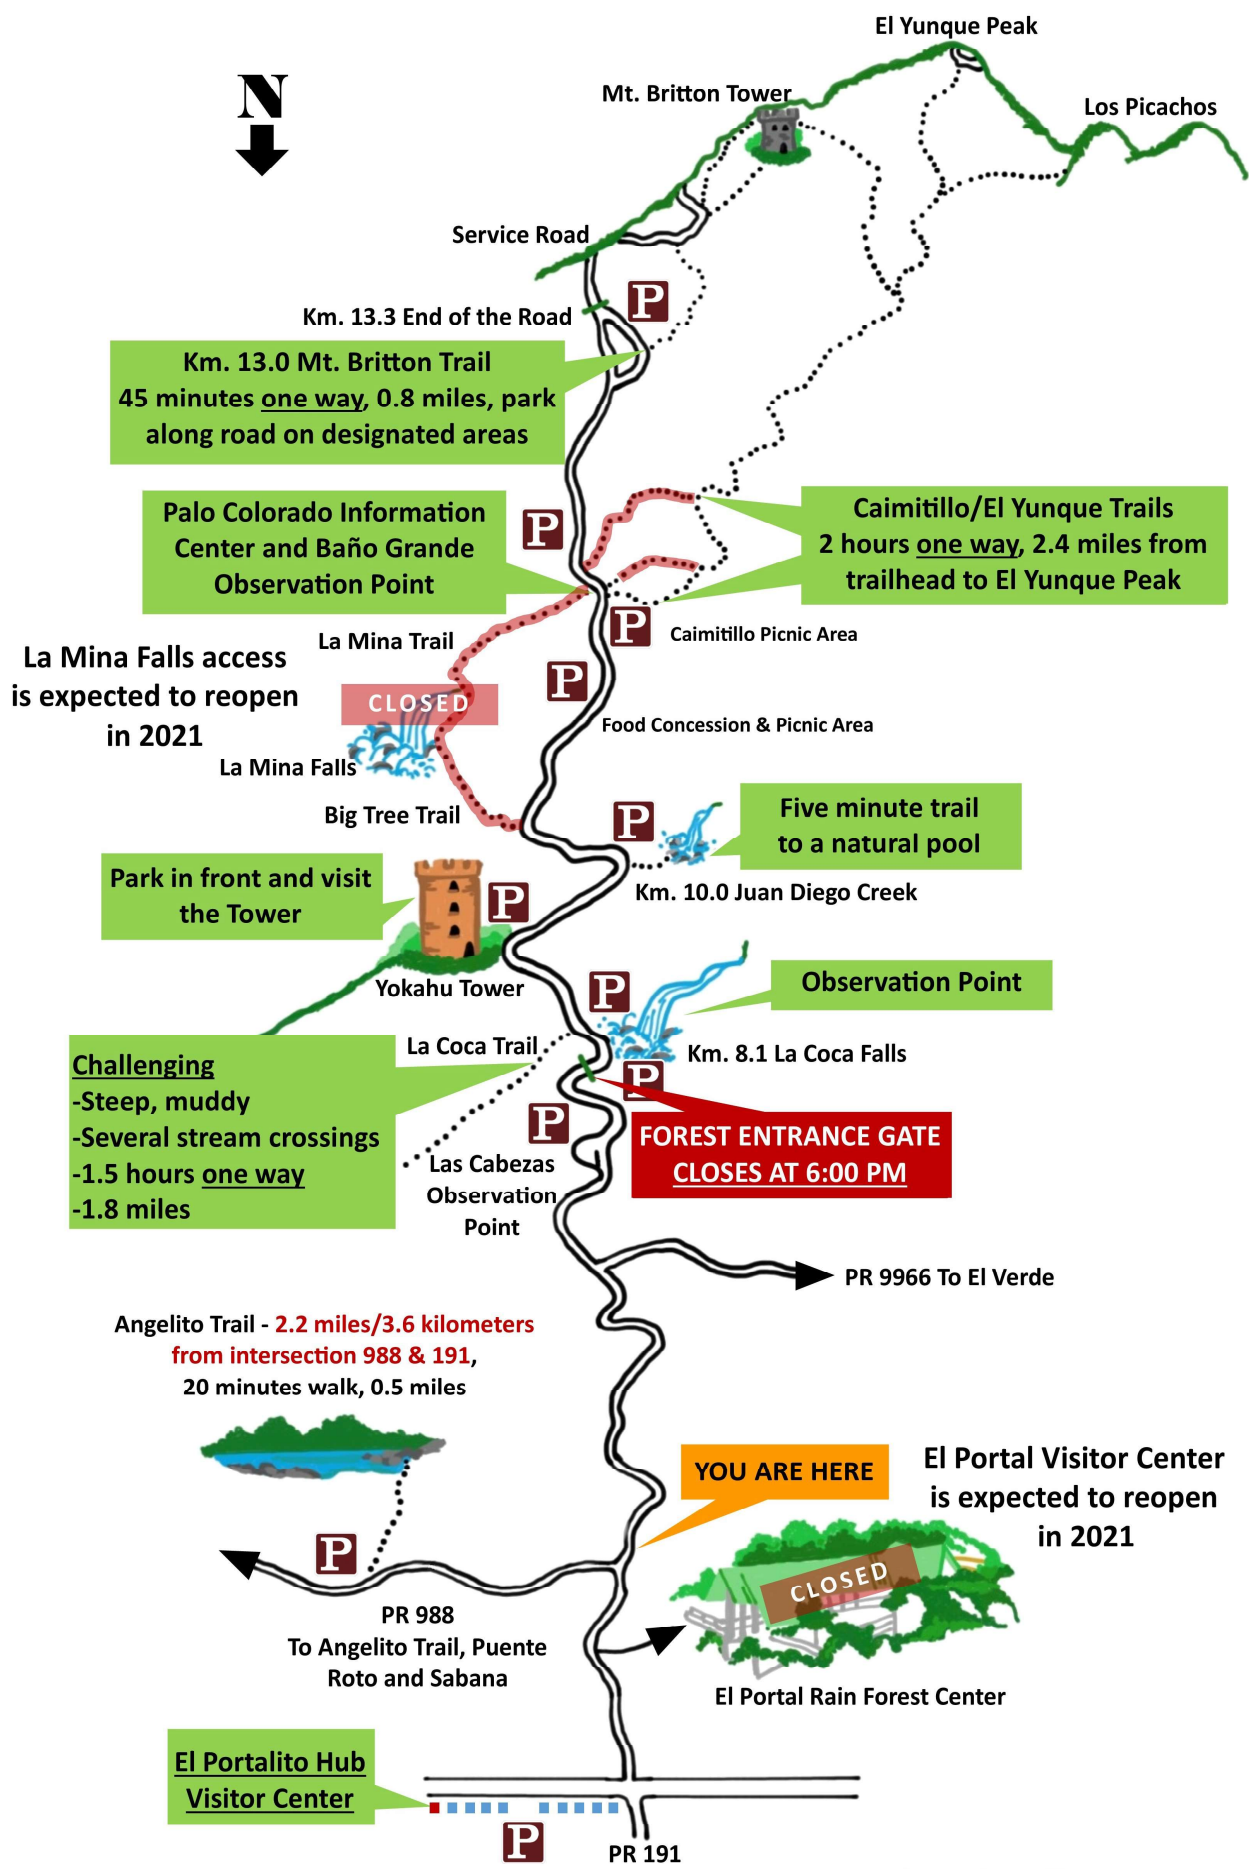 El Yunque Peak
N
Mt. Britton Tower
Los Picachos
Service Road
P
Km. 13.3 End of the Road
Km. 13.0 Mt. Britton Trail
45 minutes one way, 0.8 miles, park
along road on designated areas
Palo Colorado Information
Center and Baño Grande
Observation Point
P
Caimitillo/El Yunque Trails
2 hours one way, 2.4 miles from
trailhead to El Yunque Peak
P
Caimitillo Picnic Area
La Mina Trail
La Mina Falls access
is expected to reopen
in 2021
CLOSED
P
Food Concession & Picnic Area
La Mina Falls
Big Tree Trail
P
Five minute trail
to a natural pool
Km. 10.0 Juan Diego Creek
Park in front and visit
the Tower
P
Yokahu Tower
P
Observation Point
La Coca Trail
Km. 8.1 La Coca Falls
P
Challenging
-Steep, muddy
-Several stream crossings
-1.5 hours one way
-1.8 miles
P
Las Cabezas
Observation
Point
FOREST ENTRANCE GATE
CLOSES AT 6:00 PM
PR 9966 To El Verde
Angelito Trail - 2.2 miles/3.6 kilometers
from intersection 988 & 191,
20 minutes walk, 0.5 miles
YOU ARE HERE
El Portal Visitor Center
is expected to reopen
in 2021
P
CLOSED
PR 988
To Angelito Trail, Puente
Roto and Sabana
El Portal Rain Forest Center
El Portalito Hub
Visitor Center
P
PR 191